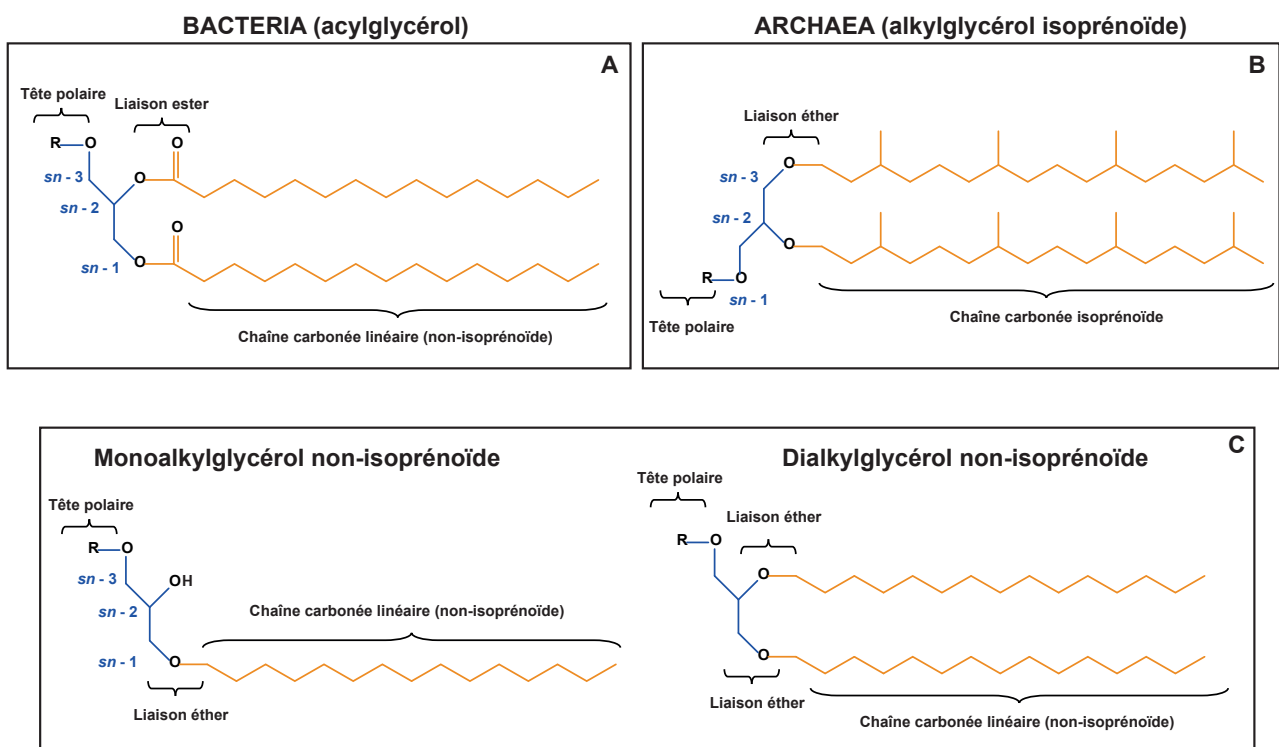 BACTERIA (acylglycérol)
A
Tête polaire
Liaison ester
R
O
O
sn - 3
O
sn - 2
O
sn - 1
O
Chaîne carbonée linéaire (non-isoprénoïde)
ARCHAEA (alkylglycérol isoprénoïde)
B
Liaison éther
O
sn - 3
sn - 2
O
R
O
sn - 1
Tête polaire
Chaîne carbonée isoprénoïde
C
Monoalkylglycérol non-isoprénoïde
Tête polaire
R
O
sn - 3
OH
sn - 2
Chaîne carbonée linéaire (non-isoprénoïde)
sn - 1
O
Liaison éther
Dialkylglycérol non-isoprénoïde
Tête polaire
Liaison éther
R
O
O
O
Liaison éther
Chaîne carbonée linéaire (non-isoprénoïde)